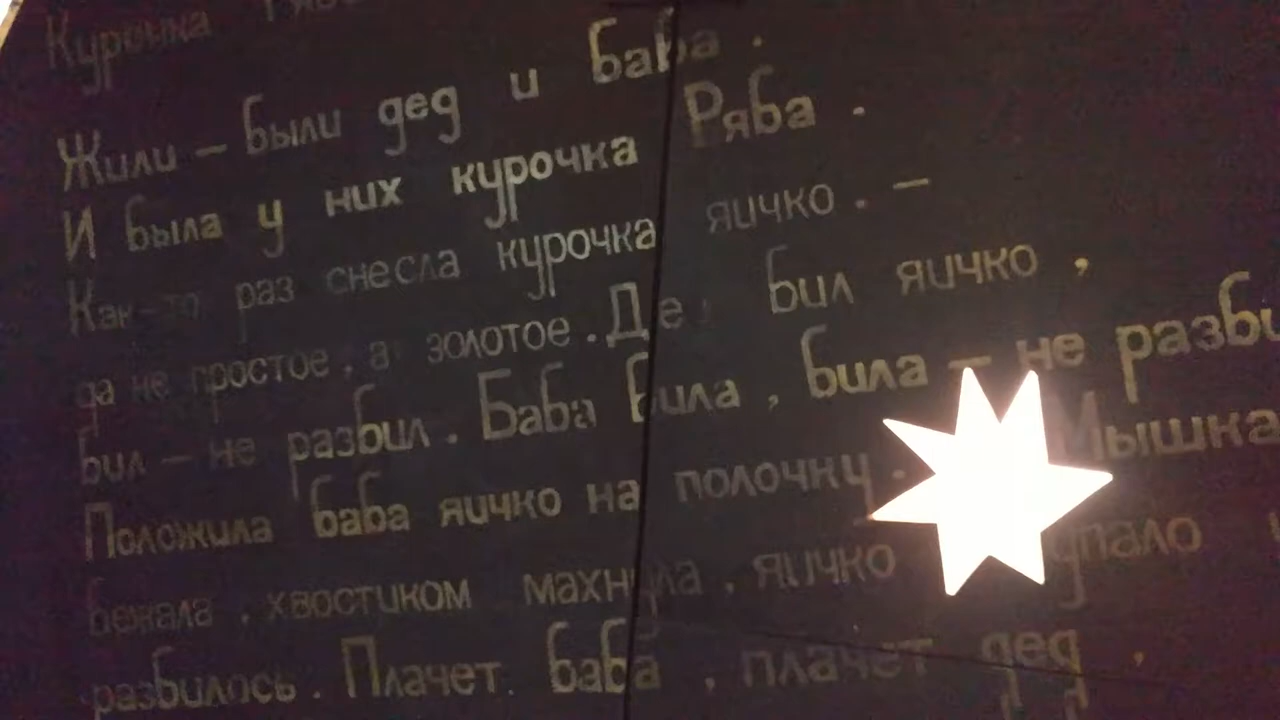 Курочка Ряба
Жили - были дед и баба .
И была у них курочка Ряба .
Как-то раз снесла курочка яичко . -
да не простое , а золотое . Де бил яичко ,
бил - не разбил . Баба била , била - не разби
Положила баба яичко на полочку . Мышка
бежала , хвостиком махнула , яичко упало
разбилось . Плачет баба , плачет дед ,